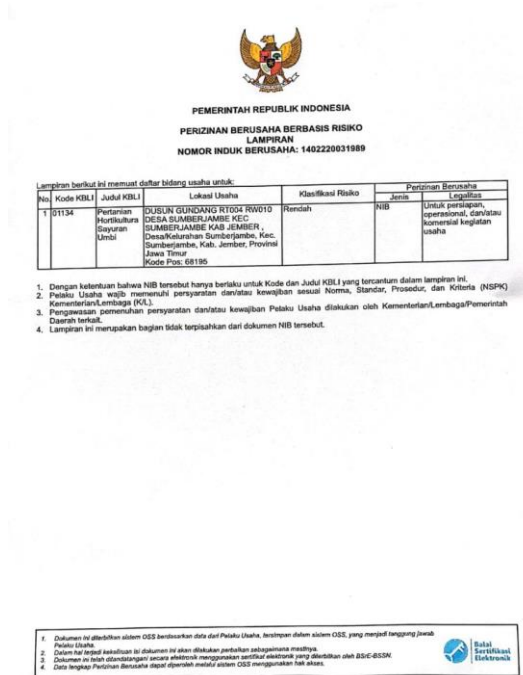 PEMERINTAH REPUBLIK INDONESIA
PERIZINAN BERUSAHA BERBASIS RISIKO
LAMPIRAN
NOMOR INDUK BERUSAHA: 1402220031989
Lampiran berikut ini memuat daftar bidang usaha untuk:
No. Kode KBLI Judul KBLI Lokasi Usaha Klasifikasi Risiko Perizinan Berusaha
Jenis Legalitas
1 01134 Pertanian Hortikultura Sayuran Umbi
DUSUN GUNDANG RT004 RW010
DESA SUMBERJAMBE KEC
SUMBERJAMBE KAB JEMBER ,
Desa/Kelurahan Sumberjambe, Kec.
Sumberjambe, Kab. Jember, Provinsi
Jawa Timur
Kode Pos: 68195
Rendah
NIB
Untuk persiapan,
operasional, dan/atau
komersial kegiatan
usaha
1. Dengan ketentuan bahwa NIB tersebut hanya berlaku untuk Kode dan Judul KBLI yang tercantum dalam lampiran ini.
2. Pelaku Usaha wajib memenuhi persyaratan dan/atau kewajiban sesuai Norma, Standar, Prosedur, dan Kriteria (NSPK)
Kementerian/Lembaga (K/L).
3. Pengawasan pemenuhan persyaratan dan/atau kewajiban Pelaku Usaha dilakukan oleh Kementerian/Lembaga/Pemerintah
Daerah terkait.
4. Lampiran ini merupakan bagian tidak terpisahkan dari dokumen NIB tersebut.
1. Dokumen ini diterbitkan sistem OSS berdasarkan data dari Pelaku Usaha, tersimpan dalam sistem OSS, yang menjadi tanggung jawab
Pelaku Usaha.
2. Dalam hal terjadi kekeliruan isi dokumen ini akan dilakukan perbaikan sebagaimana mestinya.
3. Dokumen ini telah ditandatangani secara elektronik menggunakan sertifikat elektronik yang diterbitkan oleh BSrE-BSSN.
4. Data lengkap Perizinan Berusaha dapat diperoleh melalui sistem OSS menggunakan hak akses.
Balai
Sertifikasi
Elektronik